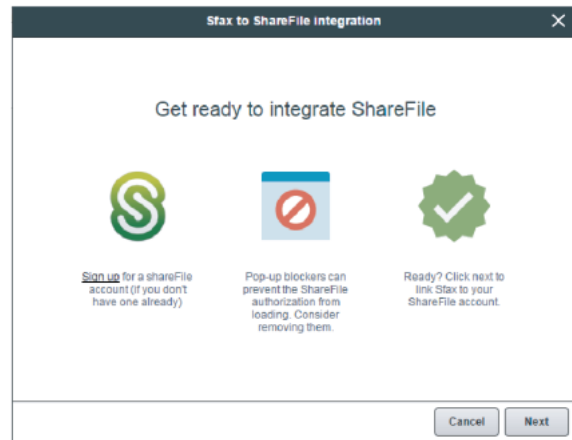 Sfax to ShareFile integration
Get ready to integrate ShareFile
Sign up for a shareFile
account (if you don't
have one already)
Pop-up blockers can
prevent the ShareFile
authorization from
loading. Consider
removing them.
Ready? Click next to
link Sfax to your
ShareFile account.
Cancel
Next